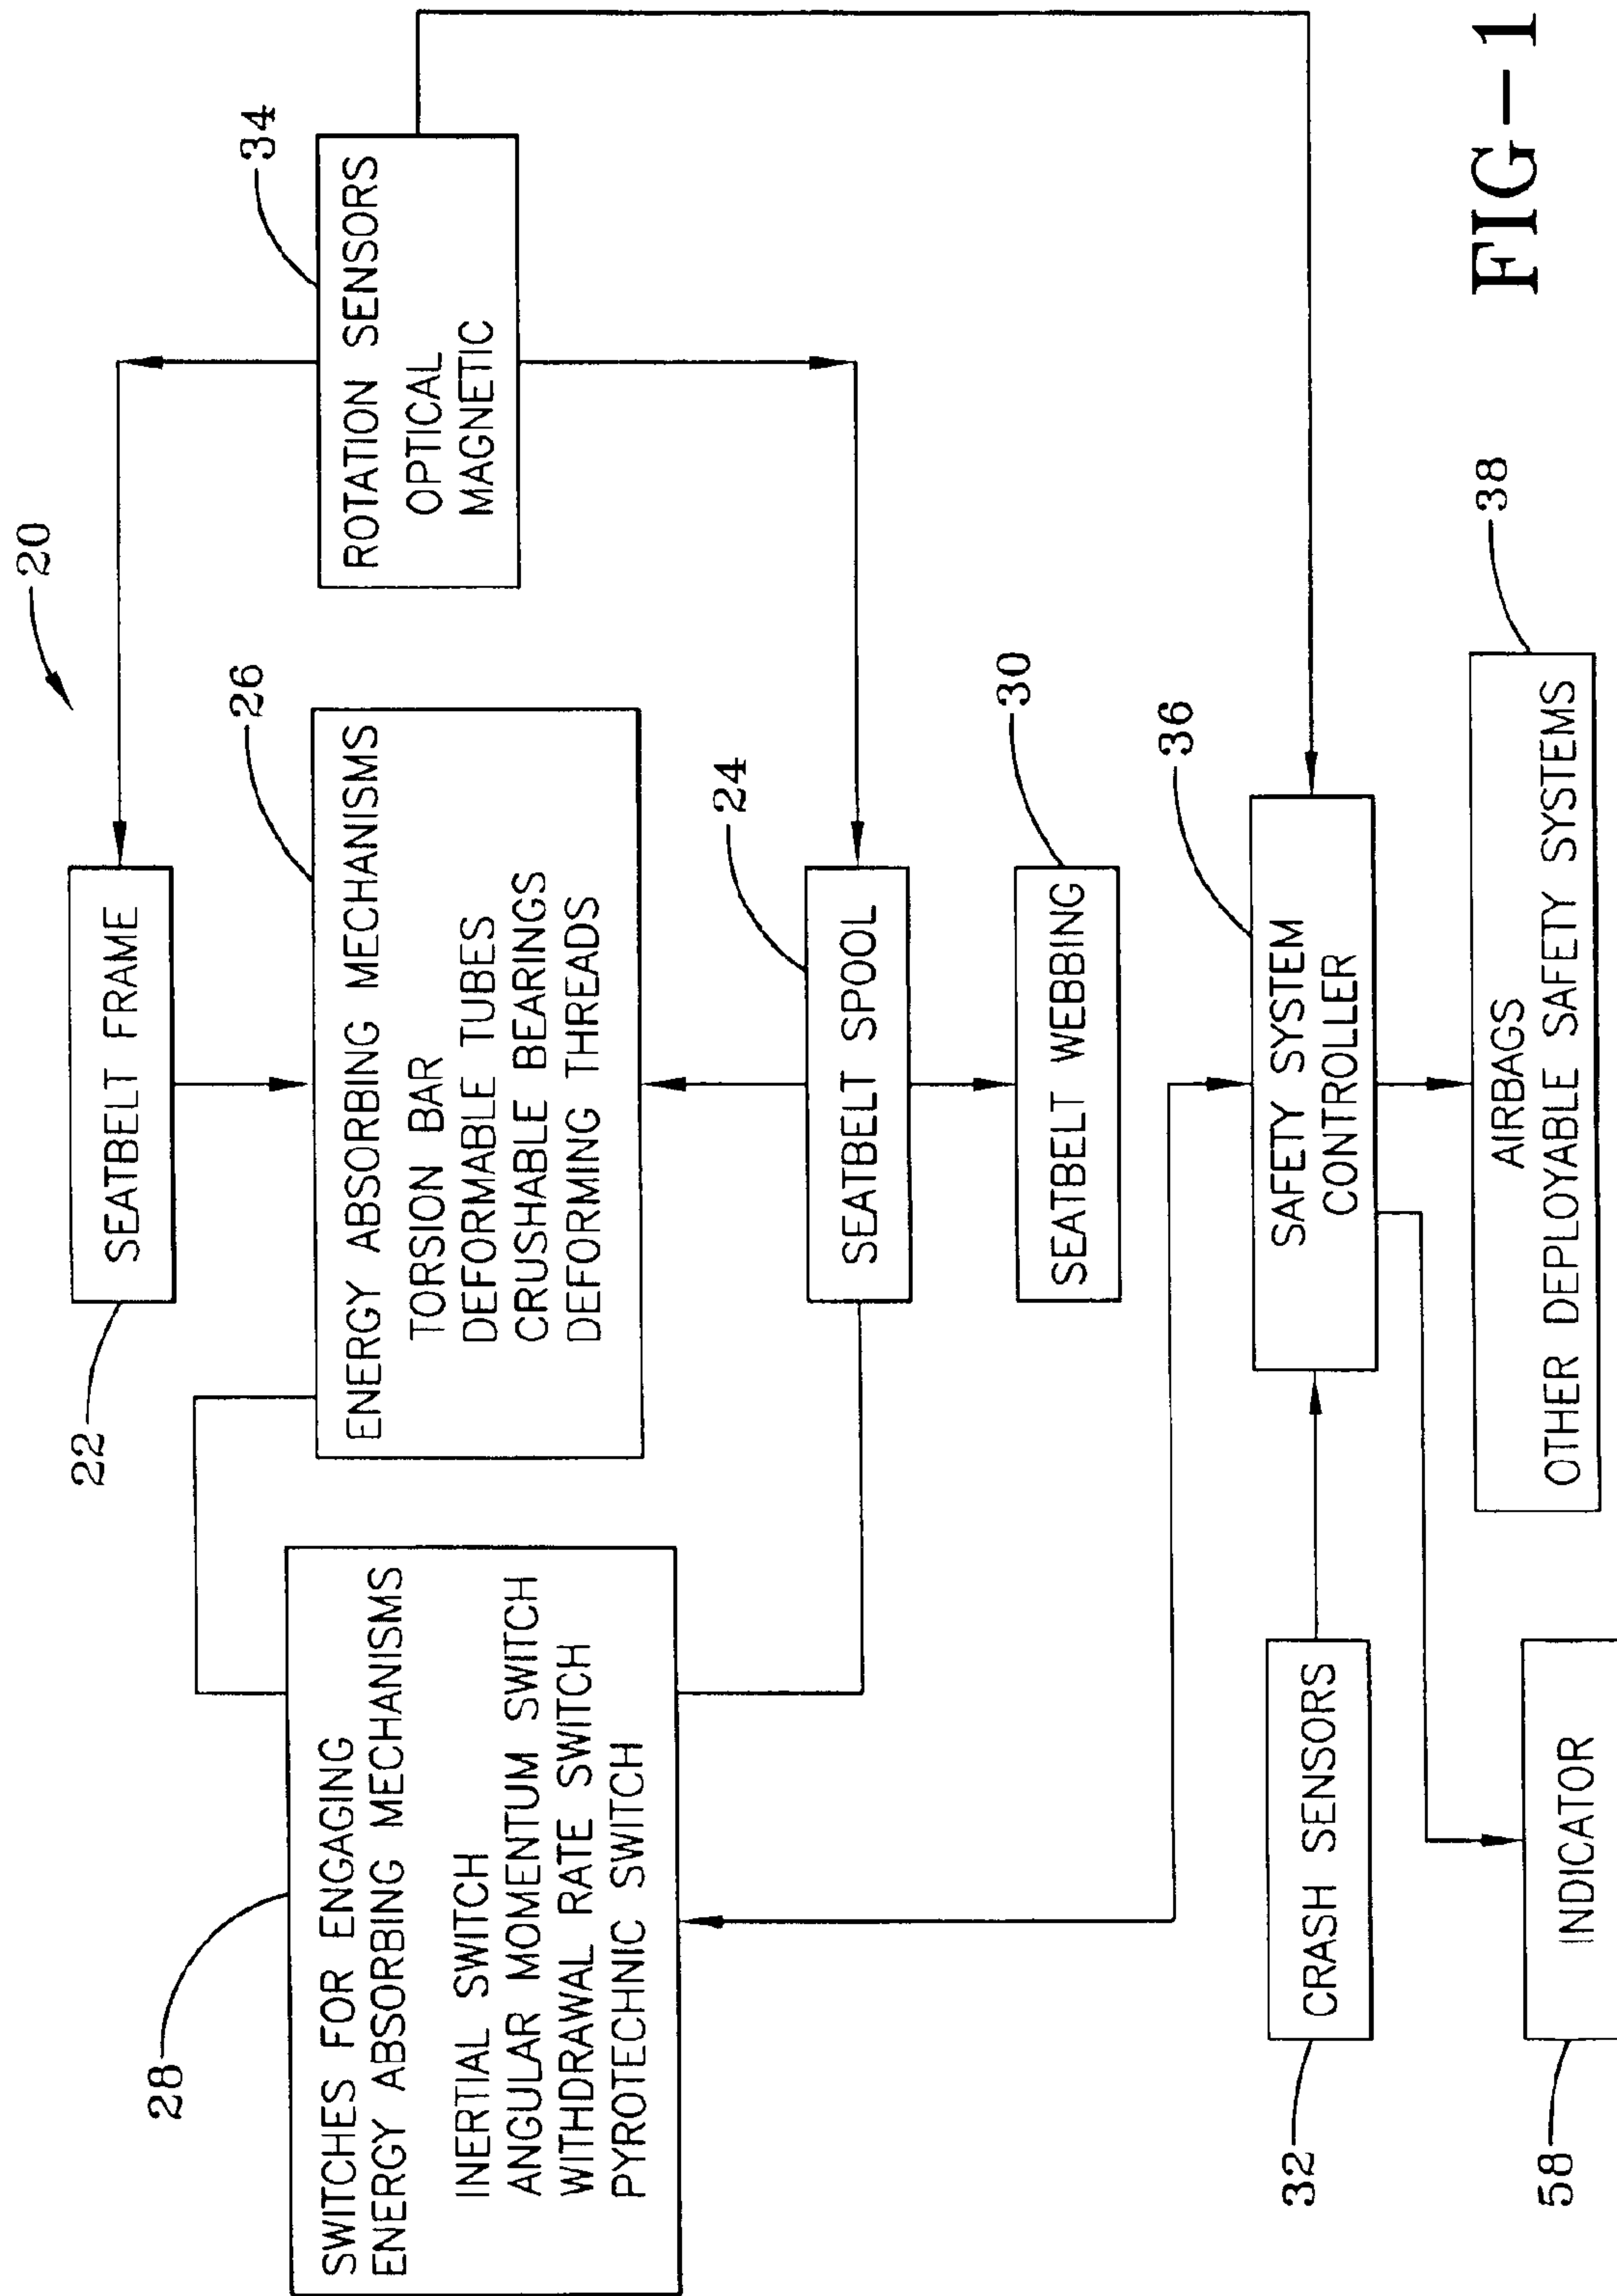 20
22
SEATBELT FRAME
28
SWITCHES FOR ENGAGING
ENERGY ABSORBING MECHANISMS
INERTIAL SWITCH
ANGULAR MOMENTUM SWITCH
WITHDRAWAL RATE SWITCH
PYROTECHNIC SWITCH
26
ENERGY ABSORBING MECHANISMS
TORSION BAR
DEFORMABLE TUBES
CRUSHABLE BEARINGS
DEFORMING THREADS
34
ROTATION SENSORS
OPTICAL
MAGNETIC
24
SEATBELT SPOOL
30
SEATBELT WEBBING
32
CRASH SENSORS
36
SAFETY SYSTEM
CONTROLLER
58
INDICATOR
38
AIRBAGS
OTHER DEPLOYABLE SAFETY SYSTEMS
FIG-1